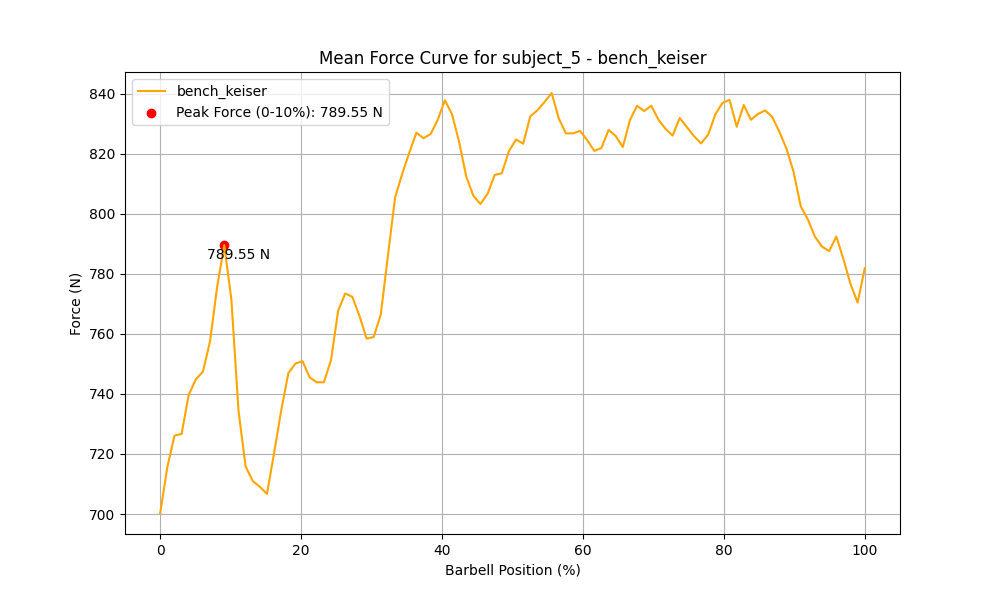 Mean Force Curve for subject_5 - bench_keiser
bench_keiser
Peak Force (0-10%): 789.55 N
840
820
800
780
760
740
720
700
789.55 N
Force (N)
0 20 40 60 80 100
Barbell Position (%)